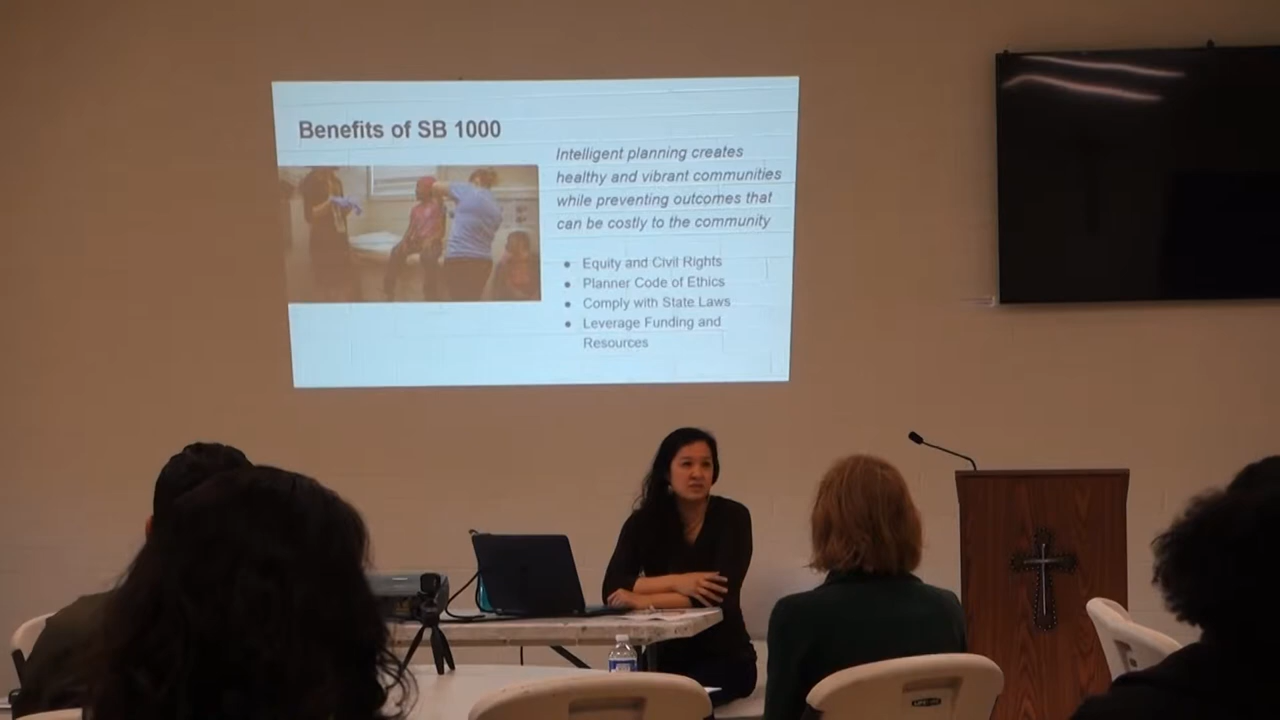 Benefits of SB 1000
Intelligent planning creates
healthy and vibrant communities
while preventing outcomes that
can be costly to the community
● Equity and Civil Rights
● Planner Code of Ethics
● Comply with State Laws
● Leverage Funding and
Resources